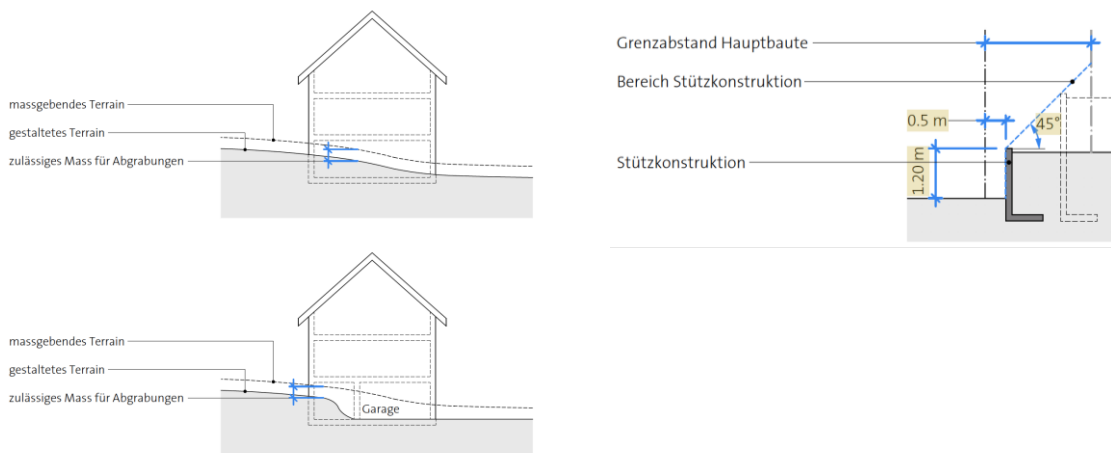 massgebendes Terrain
gestaltetes Terrain
zulässiges Mass für Abgrabungen
massgebendes Terrain
gestaltetes Terrain
zulässiges Mass für Abgrabungen
Garage
Grenzabstand Hauptbaute
Bereich Stützkonstruktion
0.5 m
45°
Stützkonstruktion
1.20 m